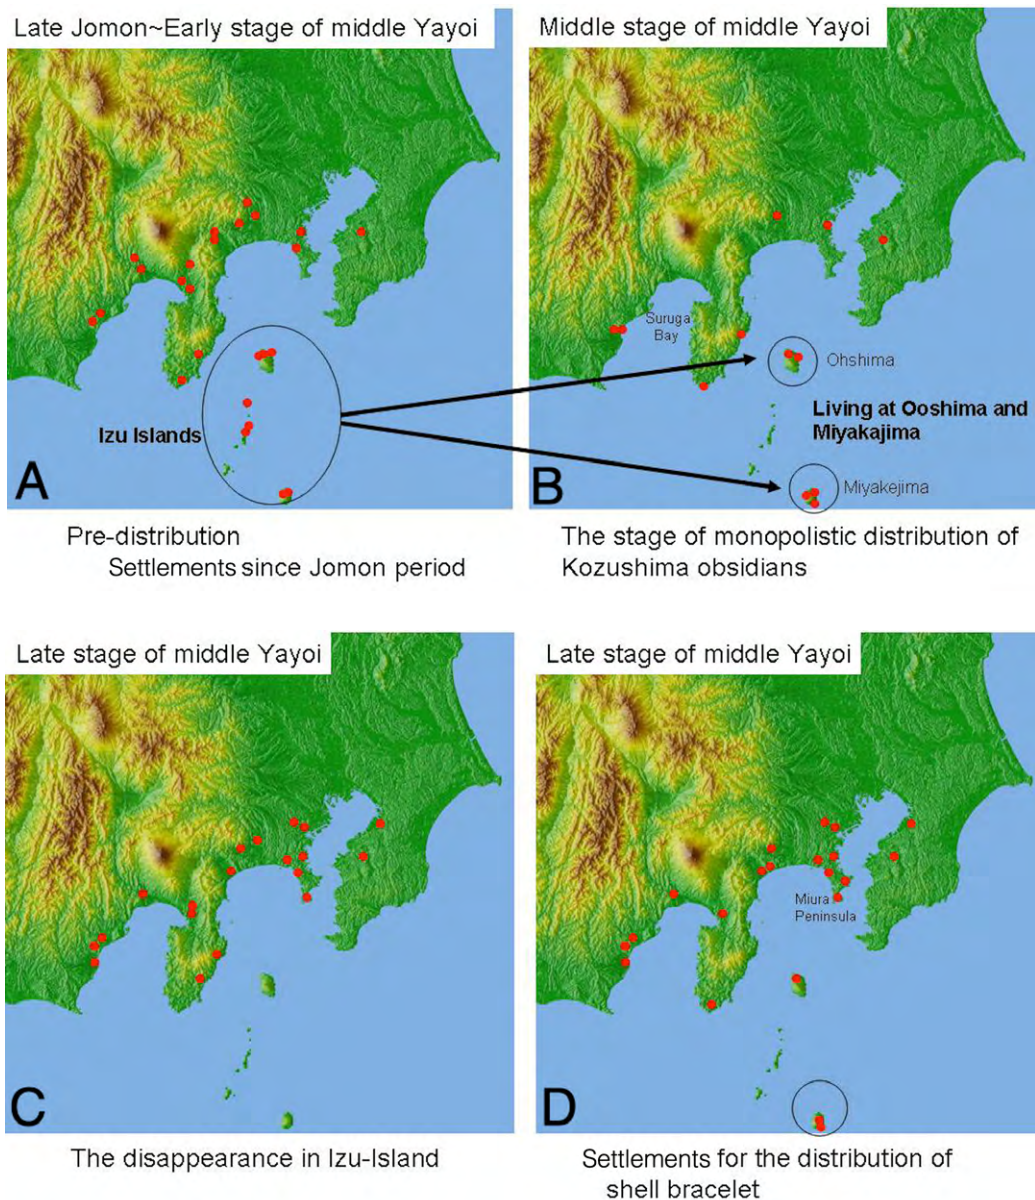 Late Jomon~Early stage of middle Yayoi
Izu Islands
A
Pre-distribution
Settlements since Jomon period
Middle stage of middle Yayoi
Suruga
Bay
Ohshima
Living at Ooshima and
Miyakajima
Miyakejima
B
The stage of monopolistic distribution of
Kozushima obsidians
Late stage of middle Yayoi
C
The disappearance in Izu-Island
Late stage of middle Yayoi
Miura
Peninsula
D
Settlements for the distribution of
shell bracelet